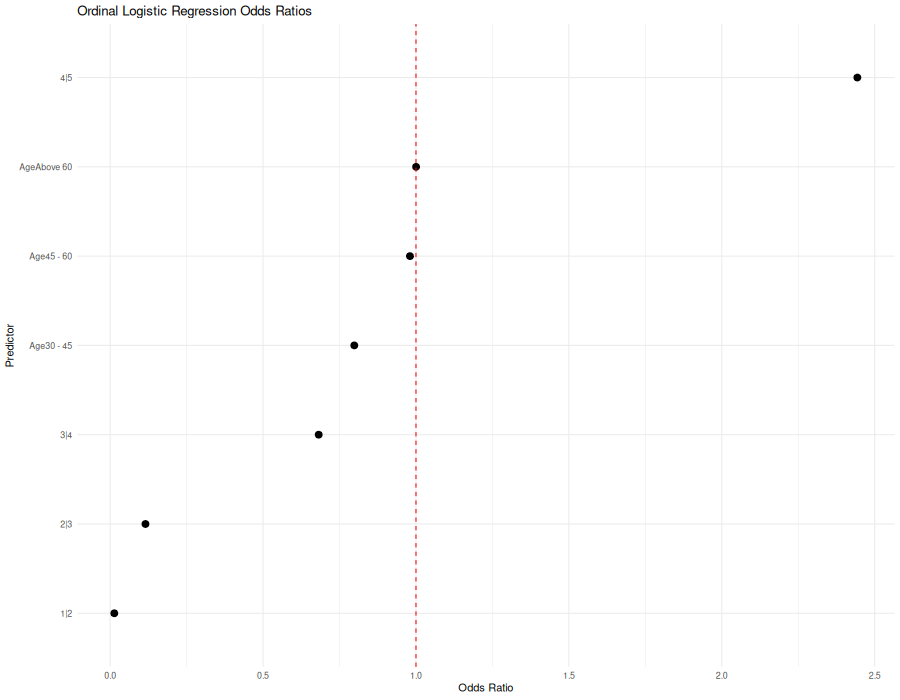 Ordinal Logistic Regression Odds Ratios
4|5
AgeAbove 60
Age45 - 60
Age30 - 45
3|4
2|3
1|2
Predictor
0.0 0.5 1.0 1.5 2.0 2.5
Odds Ratio